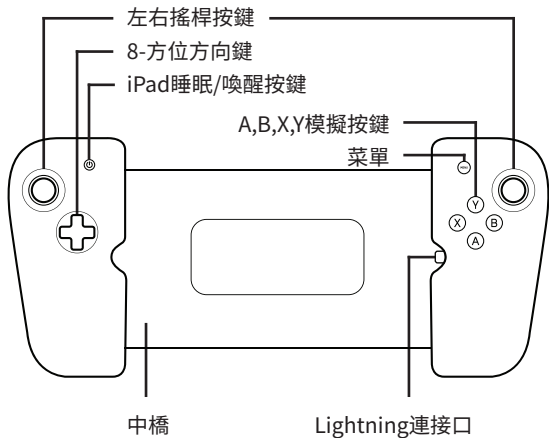 左右搖桿按鍵
8-方位方向鍵
iPad睡眠/喚醒按鍵
A,B,X,Y模擬按鍵
菜單
MENU
Y
X
B
A
中橋
Lightning連接口